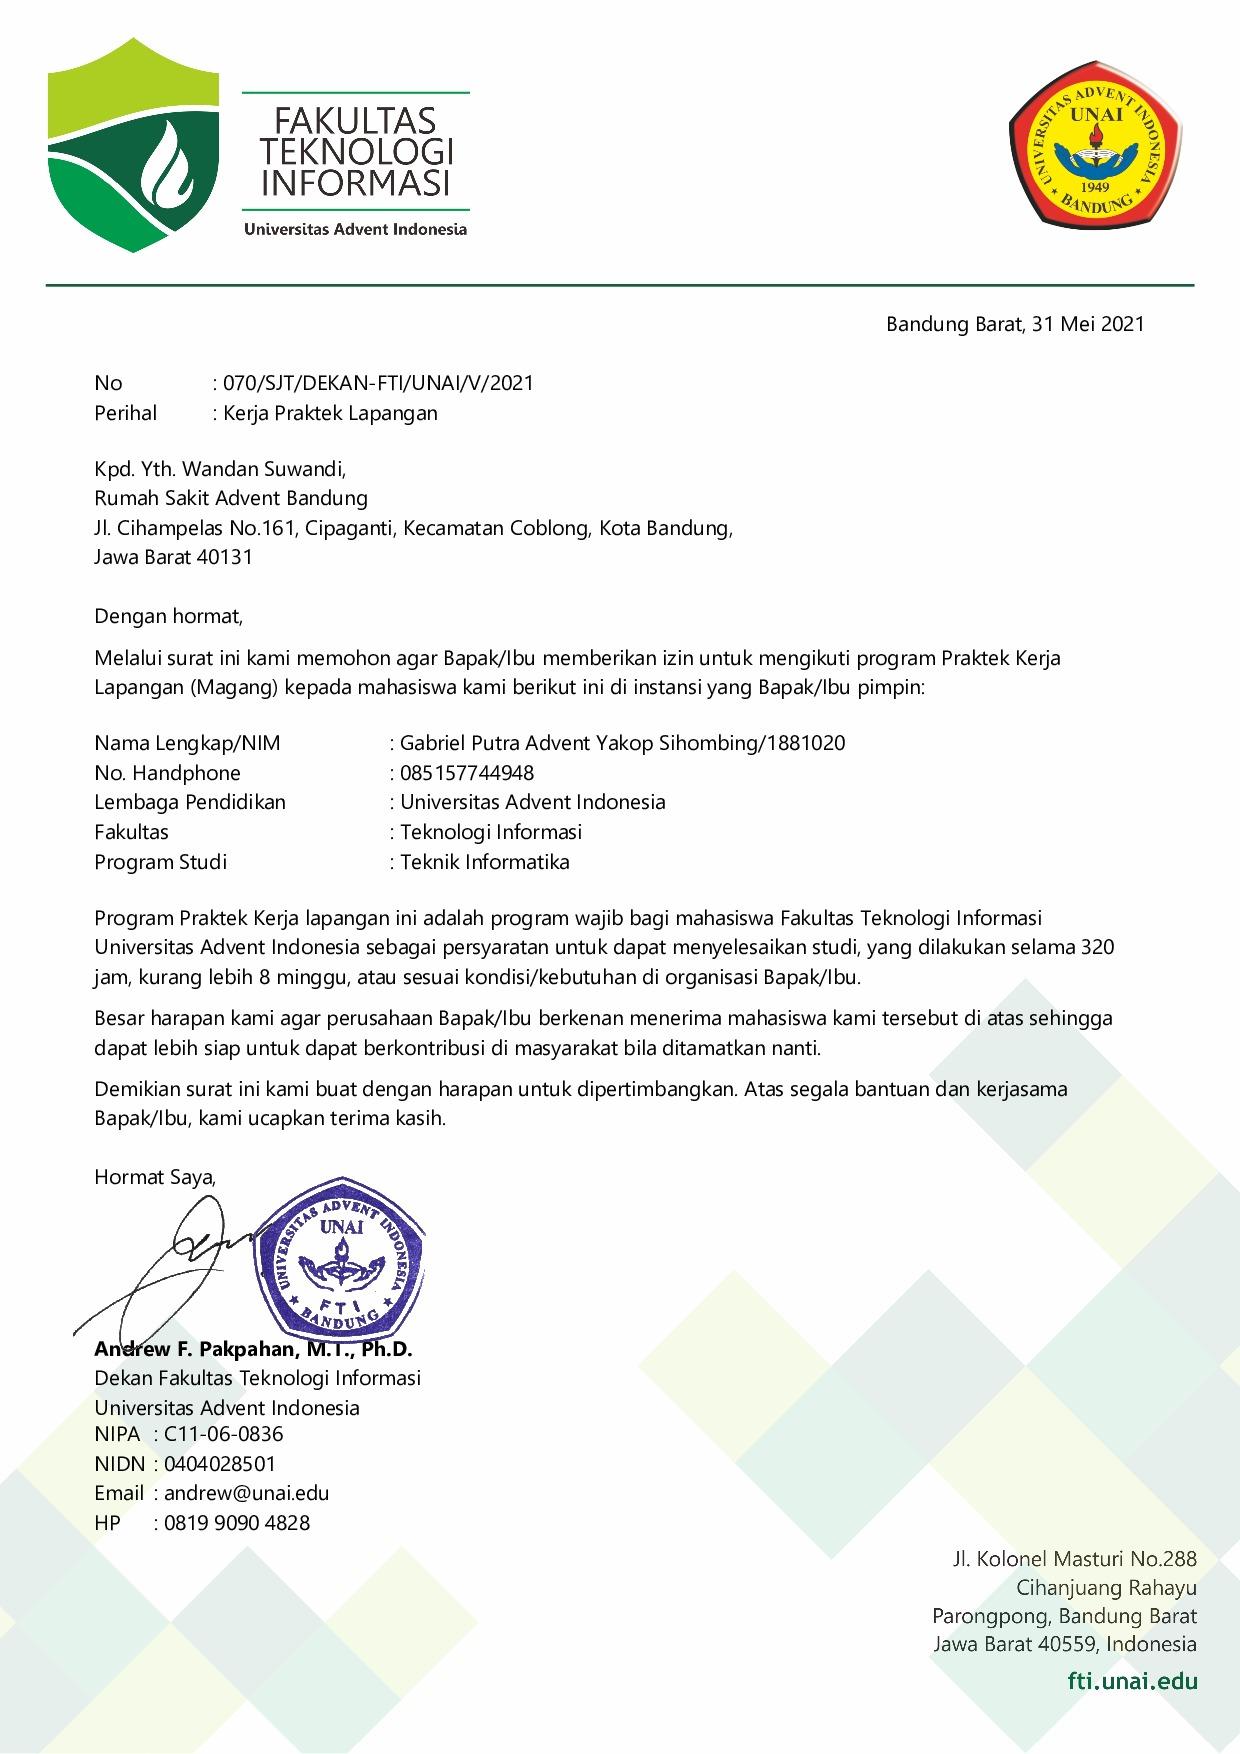 FAKULTAS
TEKNOLOGI
INFORMASI
Universitas Advent Indonesia
UNIVERSITAS ADVENT INDONESIA
UNAI
1949
BANDUNG
Bandung Barat, 31 Mei 2021
No : 070/SJT/DEKAN-FTI/UNAI/V/2021
Perihal : Kerja Praktek Lapangan
Kpd. Yth. Wandan Suwandi,
Rumah Sakit Advent Bandung
Jl. Cihampelas No.161, Cipaganti, Kecamatan Coblong, Kota Bandung,
Jawa Barat 40131
Dengan hormat,
Melalui surat ini kami memohon agar Bapak/Ibu memberikan izin untuk mengikuti program Praktek Kerja
Lapangan (Magang) kepada mahasiswa kami berikut ini di instansi yang Bapak/Ibu pimpin:
Nama Lengkap/NIM : Gabriel Putra Advent Yakop Sihombing/1881020
No. Handphone : 085157744948
Lembaga Pendidikan : Universitas Advent Indonesia
Fakultas : Teknologi Informasi
Program Studi : Teknik Informatika
Program Praktek Kerja lapangan ini adalah program wajib bagi mahasiswa Fakultas Teknologi Informasi
Universitas Advent Indonesia sebagai persyaratan untuk dapat menyelesaikan studi, yang dilakukan selama 320
jam, kurang lebih 8 minggu, atau sesuai kondisi/kebutuhan di organisasi Bapak/Ibu.
Besar harapan kami agar perusahaan Bapak/Ibu berkenan menerima mahasiswa kami tersebut di atas sehingga
dapat lebih siap untuk dapat berkontribusi di masyarakat bila ditamatkan nanti.
Demikian surat ini kami buat dengan harapan untuk dipertimbangkan. Atas segala bantuan dan kerjasama
Bapak/Ibu, kami ucapkan terima kasih.
Hormat Saya,
UNIVERSITAS ADVENT INDONESIA
UNAI
FTI
BANDUNG
Andrew F. Pakpahan, M.T., Ph.D.
Dekan Fakultas Teknologi Informasi
Universitas Advent Indonesia
NIPA : C11-06-0836
NIDN : 0404028501
Email : andrew@unai.edu
HP : 0819 9090 4828
Jl. Kolonel Masturi No.288
Cihanjuang Rahayu
Parongpong, Bandung Barat
Jawa Barat 40559, Indonesia
fti.unai.edu